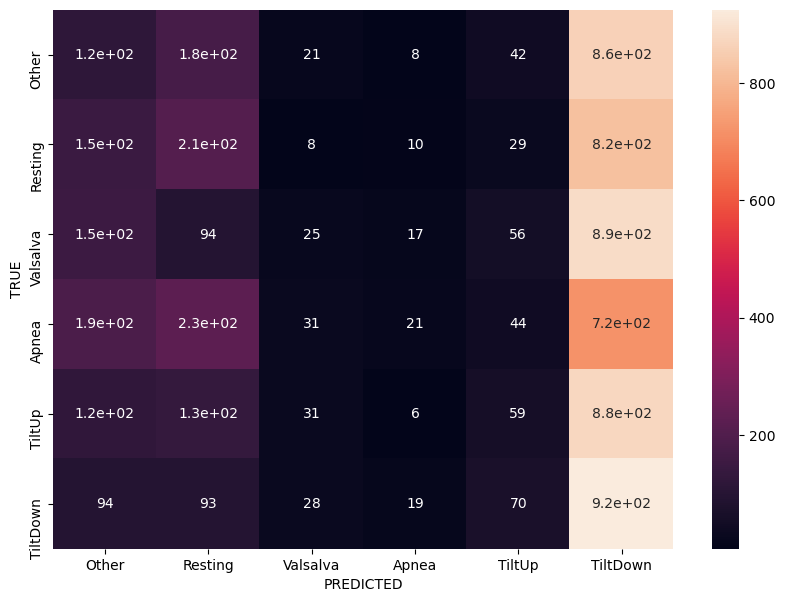 Other 1.2e+02 1.8e+02 21 8 42 8.6e+02
Resting 1.5e+02 2.1e+02 8 10 29 8.2e+02
Valsalva 1.5e+02 94 25 17 56 8.9e+02
Apnea 1.9e+02 2.3e+02 31 21 44 7.2e+02
TiltUp 1.2e+02 1.3e+02 31 6 59 8.8e+02
TiltDown 94 93 28 19 70 9.2e+02
TRUE
Other Resting Valsalva Apnea TiltUp TiltDown
PREDICTED
800
600
400
200